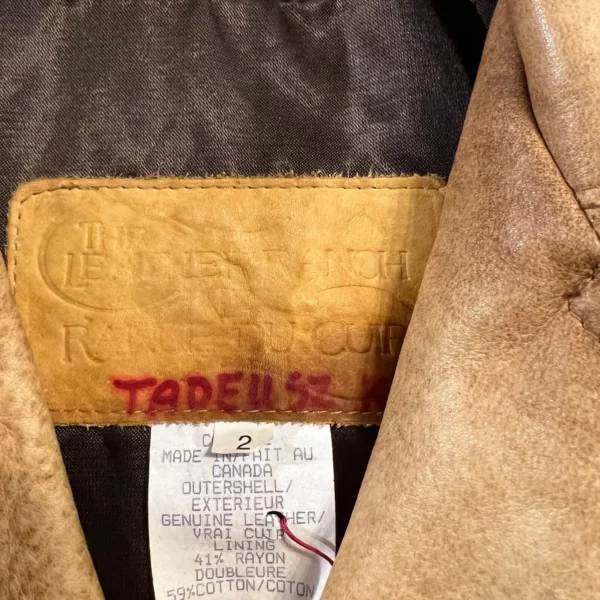 THE
LEATHER RANCH
RANCH DU CUIR
TADEUSZ K
2
MADE IN/FAIT AU
CANADA
OUTERSHELL/
EXTERIEUR
GENUINE LEATHER/
VRAI CUIR
LINING
41% RAYON
DOUBLEURE
59%COTTON/COTON